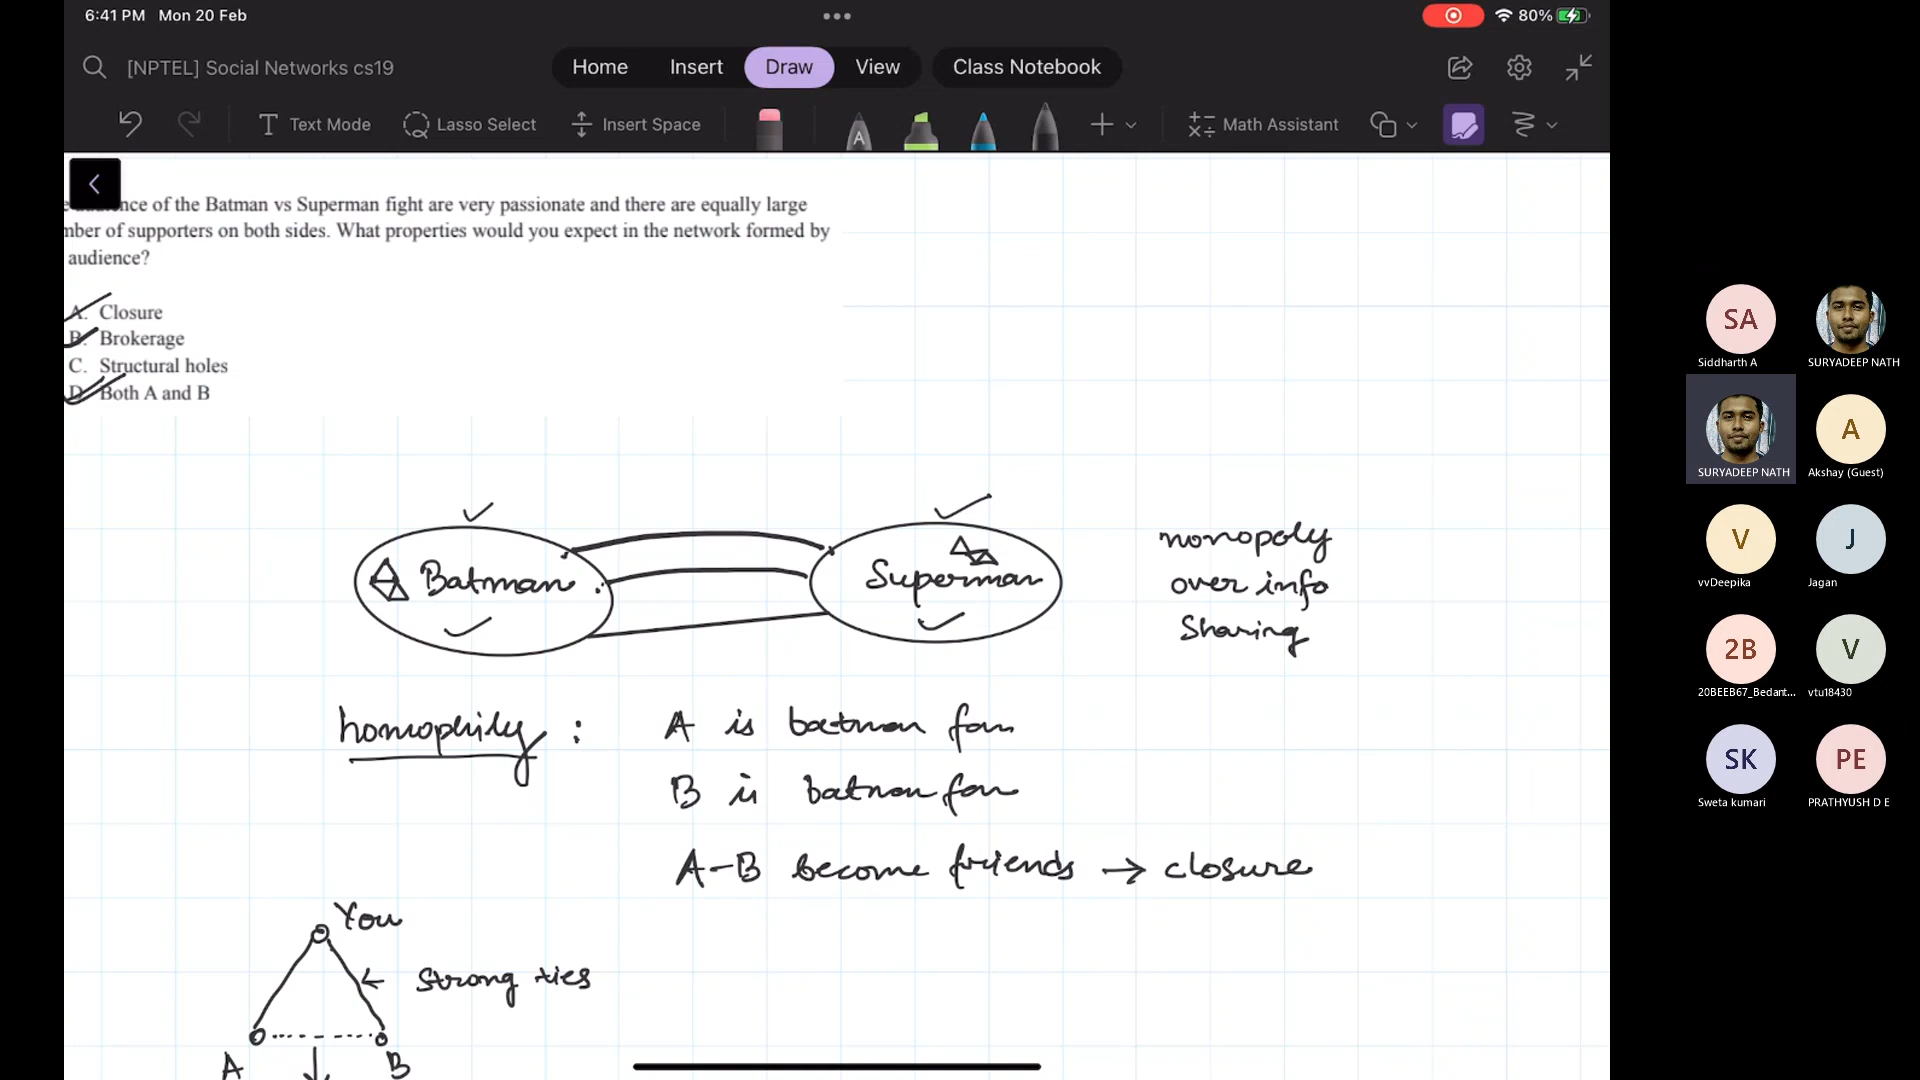 6:41 PM Mon 20 Feb
80%
[NPTEL] Social Networks cs19
Home Insert Draw View Class Notebook
Text Mode Lasso Select Insert Space A Math Assistant
of the Batman vs Superman fight are very passionate and there are equally large
of supporters on both sides. What properties would you expect in the network formed by
audience?
A. Closure
B. Brokerage
C. Structural holes
D. Both A and B
Batman
Superman
monopoly
over info
Sharing
homophily :
A is batman fan
B is batman fan
A-B become friends → closure
You
← Strong ties
A
B
SA
Siddharth A
SURYADEEP NATH
SURYADEEP NATH
A
Akshay (Guest)
V
vvDeepika
J
Jagan
2B
20BEEB67_Bedant...
V
vtu18430
SK
Sweta kumari
PE
PRATHYUSH D E